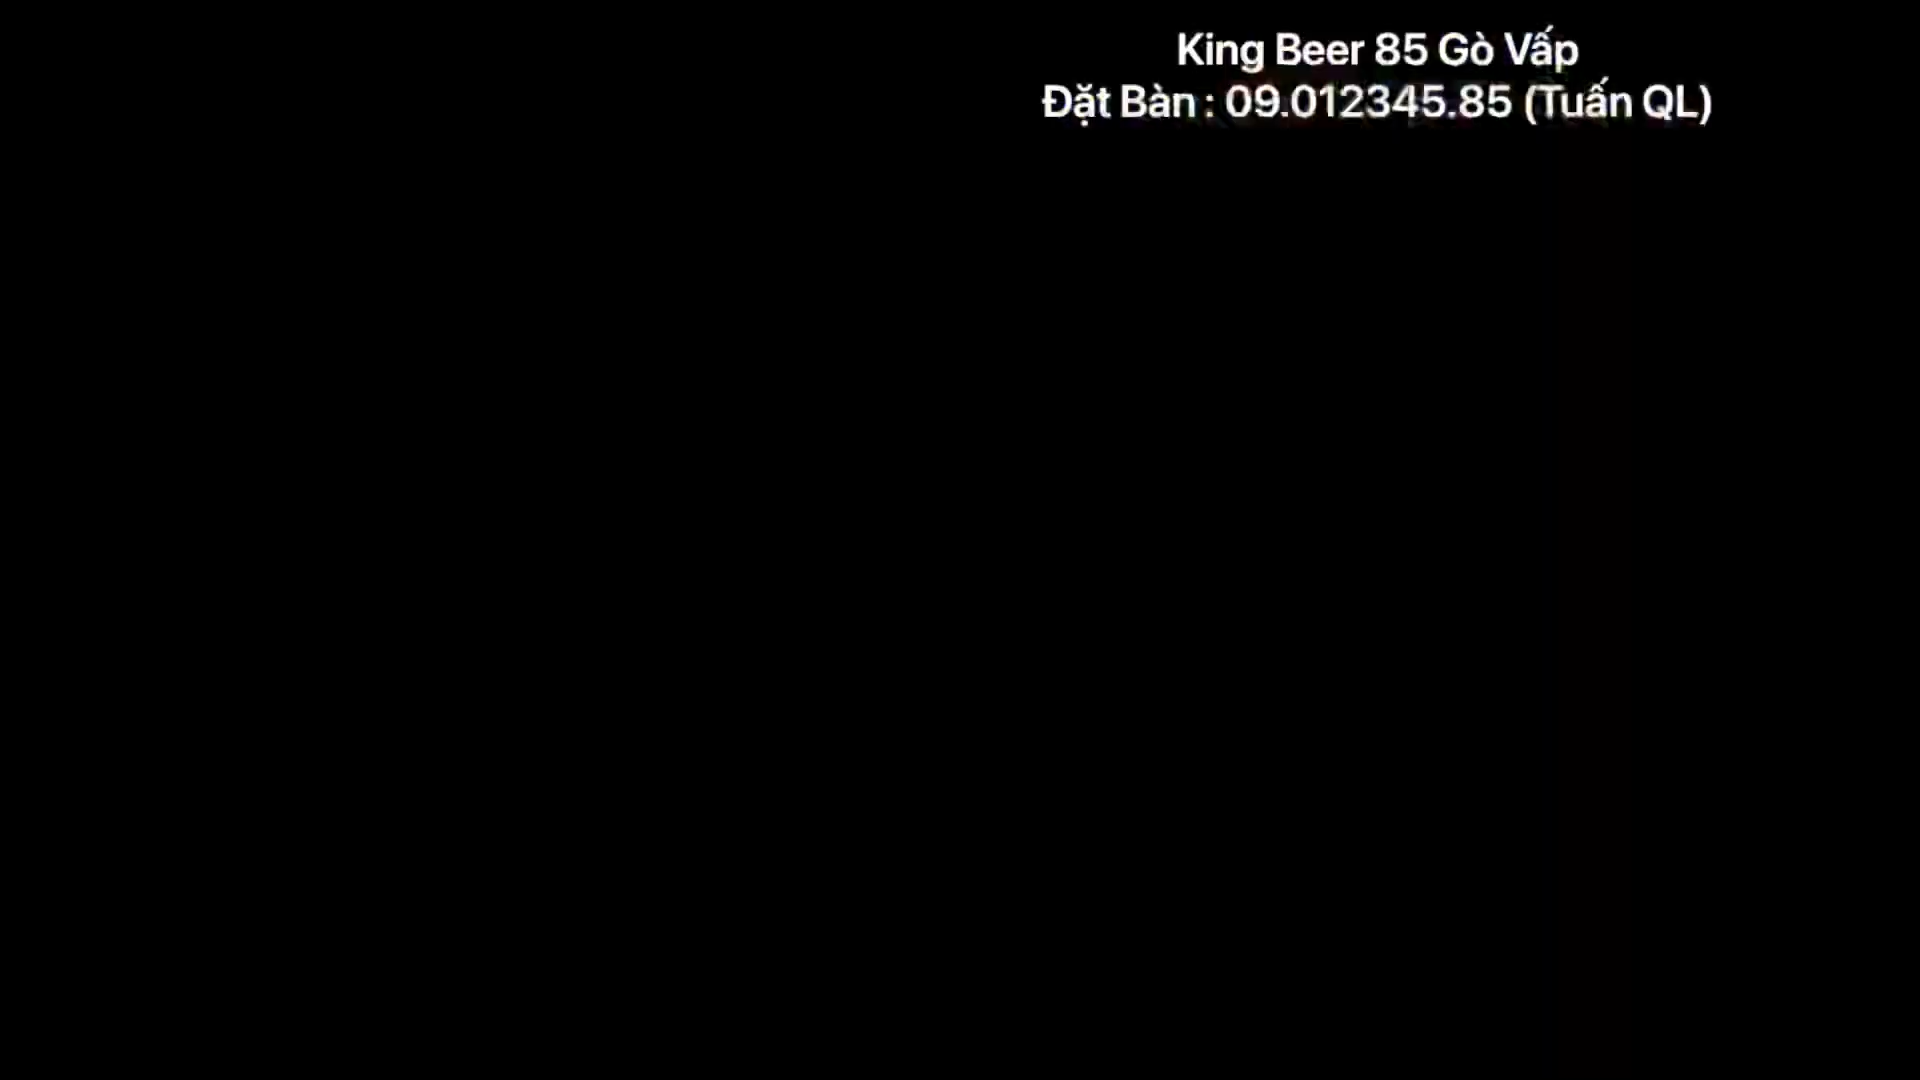 King Beer 85 Gò Vấp
Đặt Bàn : 09.012345.85 (Tuấn QL)